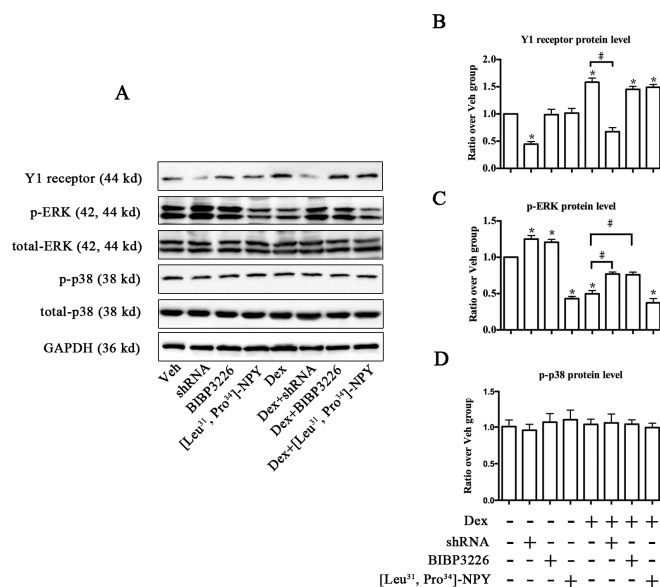 A
Y1 receptor (44 kd)
p-ERK (42, 44 kd)
total-ERK (42, 44 kd)
p-p38 (38 kd)
total-p38 (38 kd)
GAPDH (36 kd)
Veh
shRNA
BIBP3226
[Leu³¹, Pro³⁴]-NPY
Dex
Dex+shRNA
Dex+BIBP3226
Dex+[Leu³¹, Pro³⁴]-NPY
B
Y1 receptor protein level
Ratio over Veh group
2.0
1.5
1.0
0.5
0.0
* * # * *
C
p-ERK protein level
Ratio over Veh group
2.0
1.5
1.0
0.5
0.0
* * * * # # *
D
p-p38 protein level
Ratio over Veh group
2.0
1.5
1.0
0.5
0.0
Dex - - - - + + + +
shRNA - + - - - + - -
BIBP3226 - - + - - - + -
[Leu³¹, Pro³⁴]-NPY - - - + - - - +